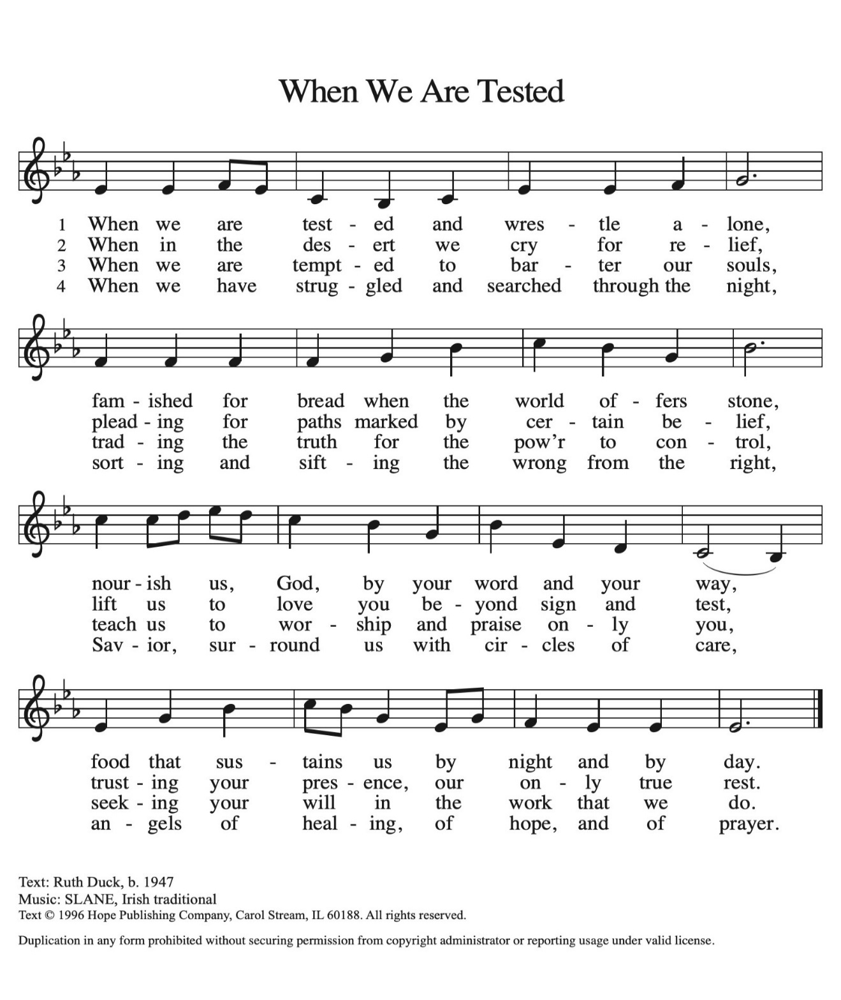 When We Are Tested
1 When we are test - ed and wres - tle a - lone,
2 When in the des - ert we cry for re - lief,
3 When we are tempt - ed to bar - ter our souls,
4 When we have strug - gled and searched through the night,
fam - ished for bread when the world of - fers stone,
plead - ing for paths marked by cer - tain be - lief,
trad - ing the truth for the pow’r to con - trol,
sort - ing and sift - ing the wrong from the right,
nour - ish us, God, by your word and your way,
lift us to love you be - yond sign and test,
teach us to wor - ship and praise on - ly you,
Sav - ior, sur - round us with cir - cles of care,
food that sus - tains us by night and by day.
trust - ing your pres - ence, our on - ly true rest.
seek - ing your will in the work that we do.
an - gels of heal - ing, of hope, and of prayer.
Text: Ruth Duck, b. 1947
Music: SLANE, Irish traditional
Text © 1996 Hope Publishing Company, Carol Stream, IL 60188. All rights reserved.
Duplication in any form prohibited without securing permission from copyright administrator or reporting usage under valid license.